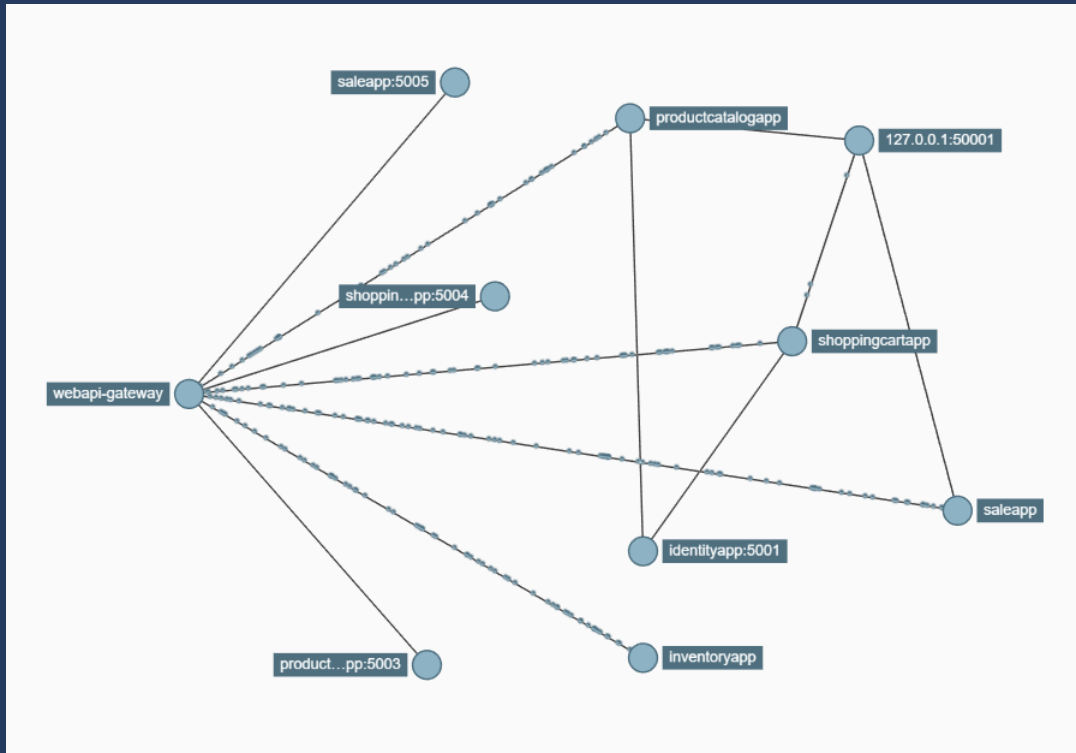 saleapp:5005
productcatalogapp
127.0.0.1:50001
shoppin…pp:5004
shoppingcartapp
webapi-gateway
saleapp
identityapp:5001
product…pp:5003
inventoryapp